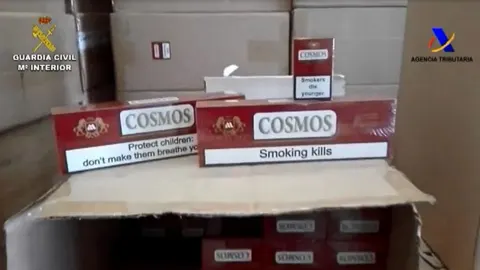 GUARDIA CIVIL
Mº INTERIOR
AGENCIA TRIBUTARIA
COSMOS
Smokers
die
younger
COSMOS
Protect children:
don't make them breathe yo
COSMOS
Smoking kills
COSMOS
COSMOS
COSMOS
COSMOS
COSMOS
COSMOS